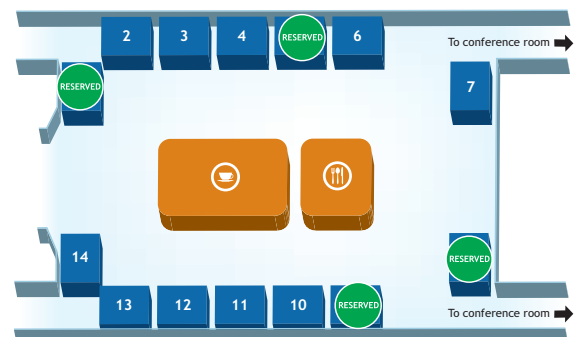 2
3
4
RESERVED
6
To conference room
RESERVED
7
14
RESERVED
13
12
11
10
RESERVED
To conference room